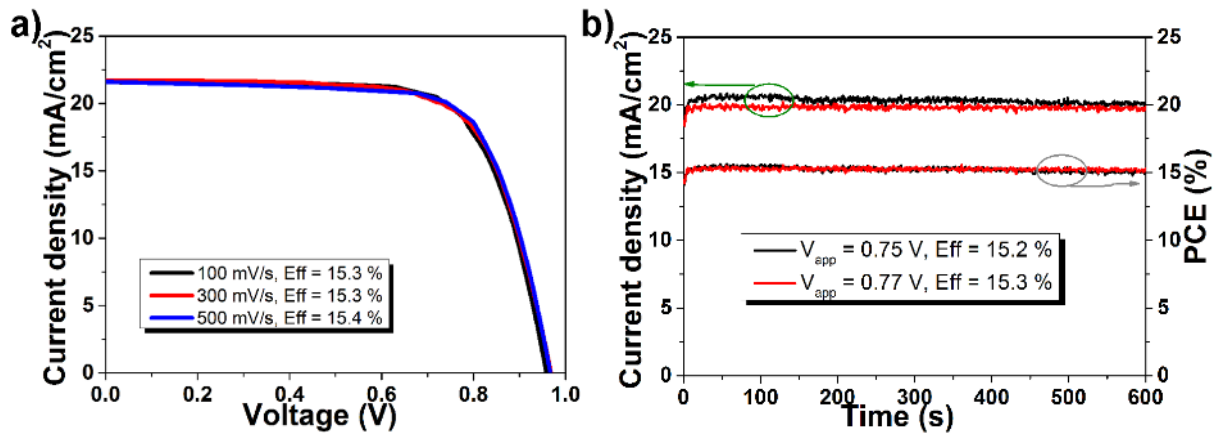 a)
Current density (mA/cm²)
25
20
15
10
5
0
100 mV/s, Eff = 15.3 %
300 mV/s, Eff = 15.3 %
500 mV/s, Eff = 15.4 %
0.0 0.2 0.4 0.6 0.8 1.0
Voltage (V)
b)
Current density (mA/cm²)
25
20
15
10
5
0
V_app = 0.75 V, Eff = 15.2 %
V_app = 0.77 V, Eff = 15.3 %
25
20
15
10
5
0
PCE (%)
0 100 200 300 400 500 600
Time (s)